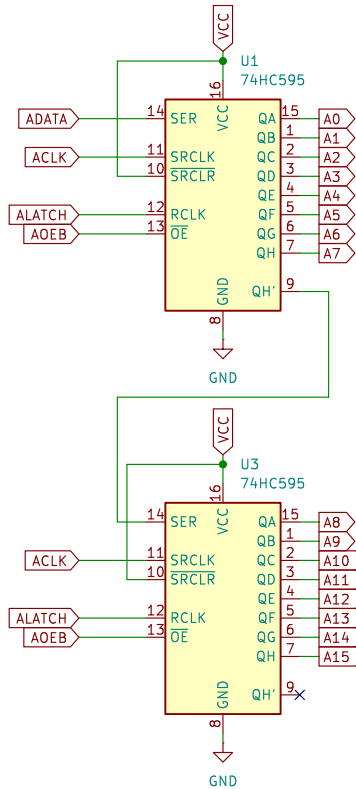 VCC
U1
74HC595
16
VCC
ADATA 14 SER QA 15 A0
QB 1 A1
ACLK 11 SRCLK QC 2 A2
10 SRCLR QD 3 A3
QE 4 A4
ALATCH 12 RCLK QF 5 A5
AOEB 13 OE QG 6 A6
QH 7 A7
QH' 9
GND
8
GND
VCC
U3
74HC595
16
VCC
14 SER QA 15 A8
QB 1 A9
ACLK 11 SRCLK QC 2 A10
10 SRCLR QD 3 A11
QE 4 A12
ALATCH 12 RCLK QF 5 A13
AOEB 13 OE QG 6 A14
QH 7 A15
QH' 9
GND
8
GND